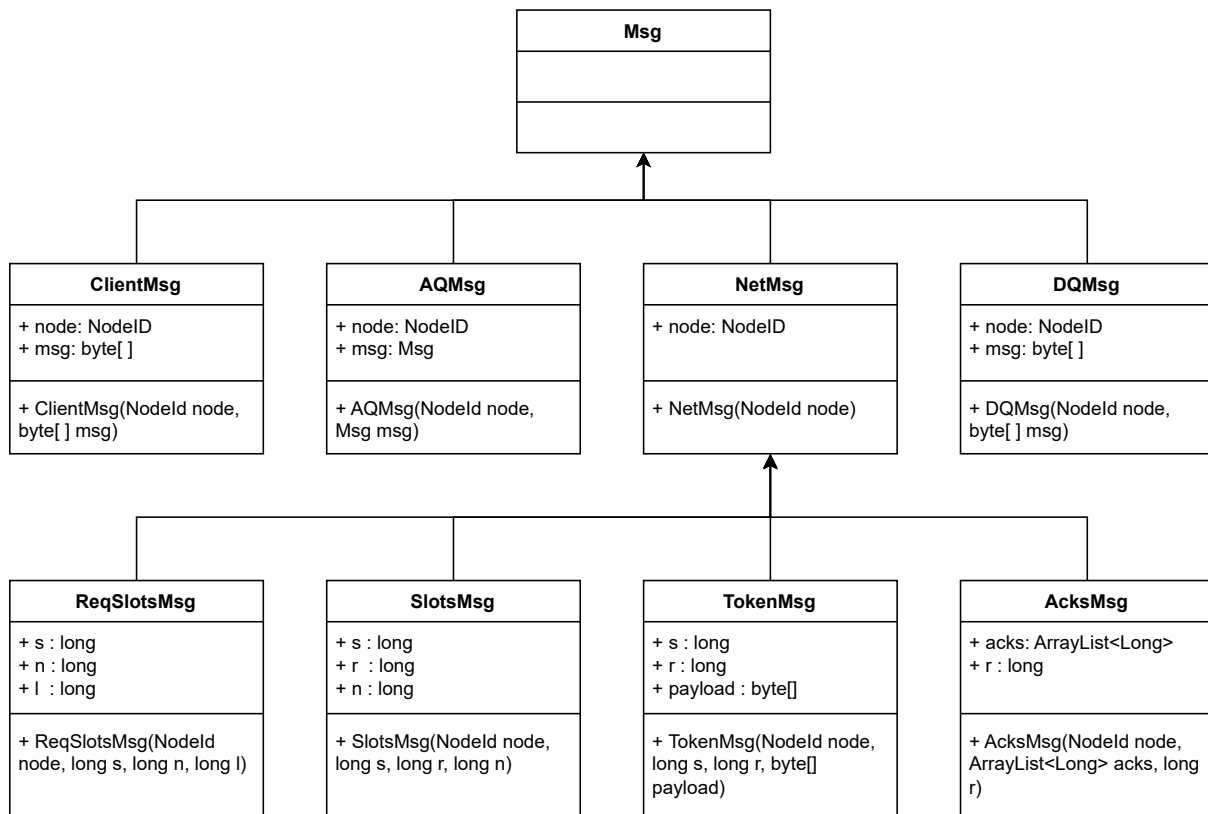 Msg
ClientMsg
+ node: NodeID
+ msg: byte[ ]
+ ClientMsg(NodeId node,
byte[ ] msg)
AQMsg
+ node: NodeID
+ msg: Msg
+ AQMsg(NodeId node,
Msg msg)
NetMsg
+ node: NodeID
+ NetMsg(NodeId node)
DQMsg
+ node: NodeID
+ msg: byte[ ]
+ DQMsg(NodeId node,
byte[ ] msg)
ReqSlotsMsg
+ s : long
+ n : long
+ l : long
+ ReqSlotsMsg(NodeId
node, long s, long n, long l)
SlotsMsg
+ s : long
+ r : long
+ n : long
+ SlotsMsg(NodeId node,
long s, long r, long n)
TokenMsg
+ s : long
+ r : long
+ payload : byte[]
+ TokenMsg(NodeId node,
long s, long r, byte[]
payload)
AcksMsg
+ acks: ArrayList<Long>
+ r : long
+ AcksMsg(NodeId node,
ArrayList<Long> acks, long
r)